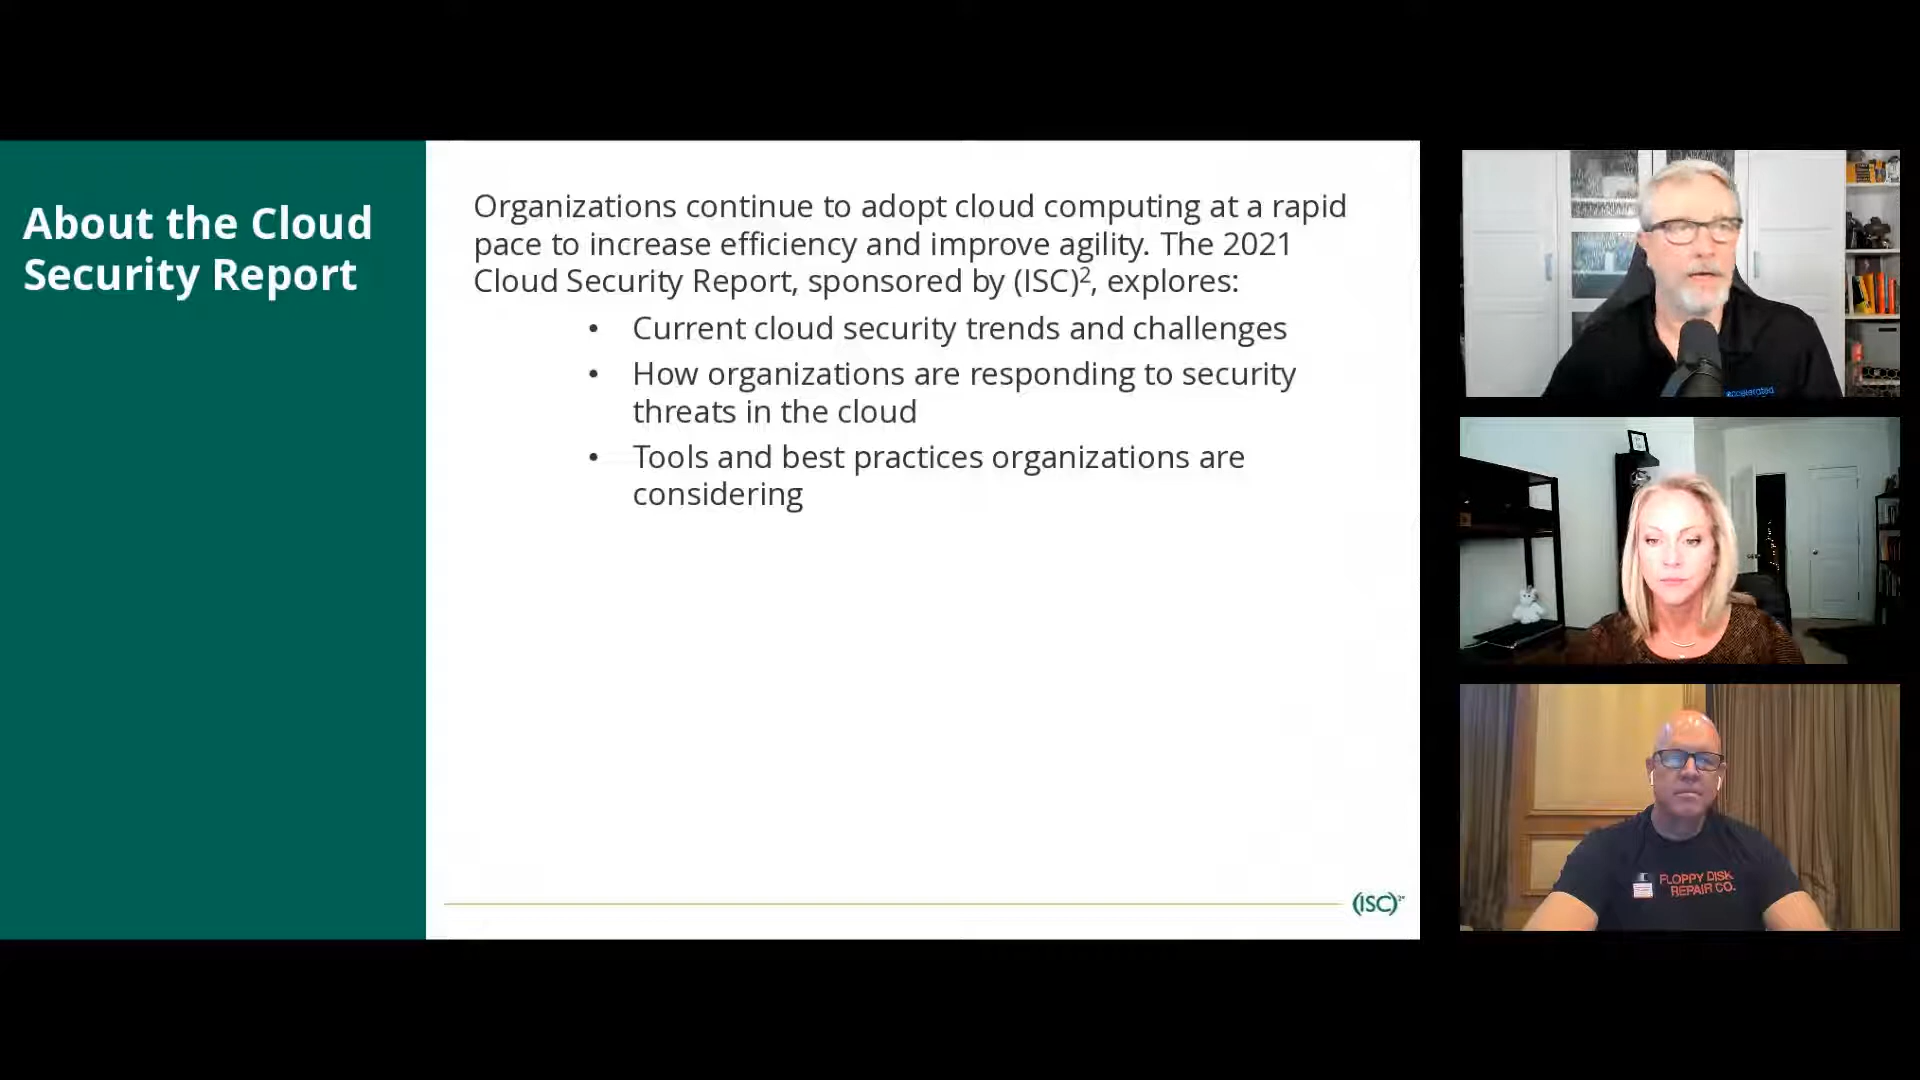 About the Cloud
Security Report
Organizations continue to adopt cloud computing at a rapid
pace to increase efficiency and improve agility. The 2021
Cloud Security Report, sponsored by (ISC)², explores:
• Current cloud security trends and challenges
• How organizations are responding to security
threats in the cloud
• Tools and best practices organizations are
considering
(ISC)²
accelerated
FLOPPY DISK
REPAIR CO.